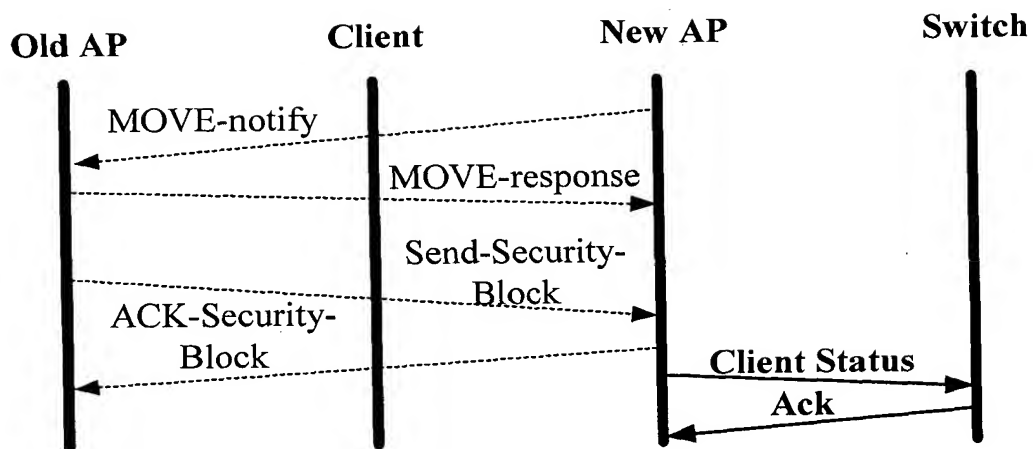 Old AP
Client
New AP
Switch
MOVE-notify
MOVE-response
Send-Security-
Block
ACK-Security-
Block
Client Status
Ack